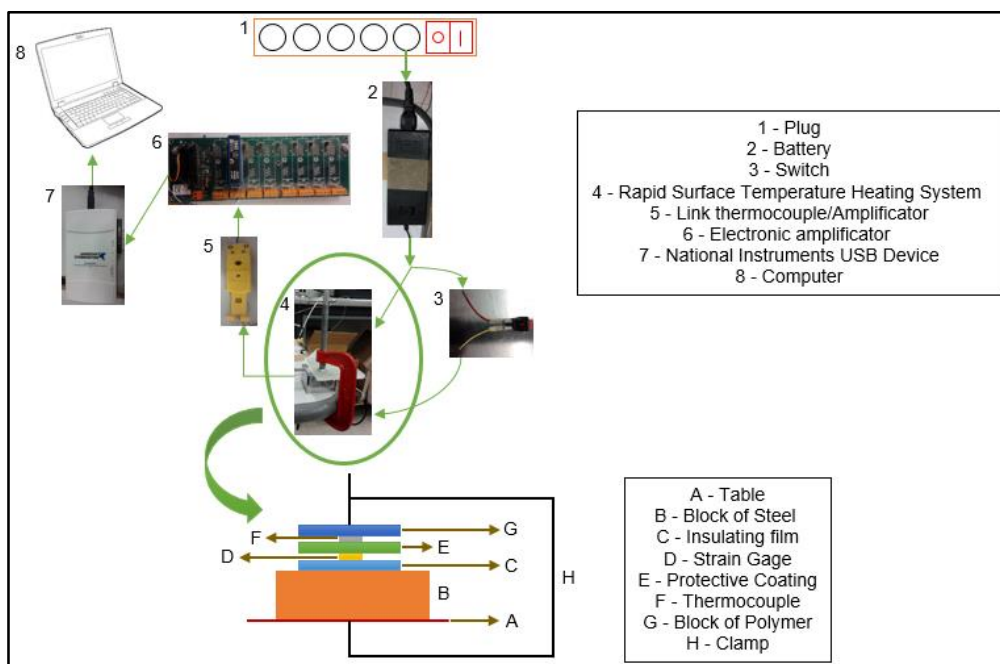 1
8
2
6
7
5
4
3
1 - Plug
2 - Battery
3 - Switch
4 - Rapid Surface Temperature Heating System
5 - Link thermocouple/Amplificator
6 - Electronic amplificator
7 - National Instruments USB Device
8 - Computer
G
F
E
D
C
B
A
H
A - Table
B - Block of Steel
C - Insulating film
D - Strain Gage
E - Protective Coating
F - Thermocouple
G - Block of Polymer
H - Clamp